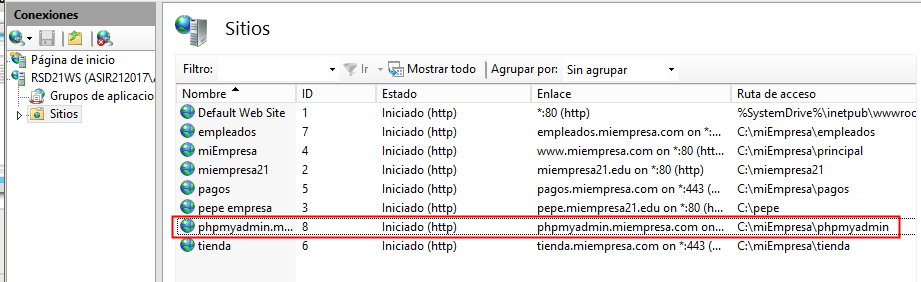 Conexiones
Página de inicio
RSD21WS (ASIR212017\
Grupos de aplicacio
Sitios
Sitios
Filtro: Ir Mostrar todo Agrupar por: Sin agrupar
Nombre ID Estado Enlace Ruta de acceso
Default Web Site 1 Iniciado (http) *:80 (http) %SystemDrive%\inetpub\wwwroo
empleados 7 Iniciado (http) empleados.miempresa.com on *:... C:\miEmpresa\empleados
miEmpresa 4 Iniciado (http) www.miempresa.com on *:80 (htt... C:\miEmpresa\principal
miempresa21 2 Iniciado (http) miempresa21.edu on *:80 (http) C:\miempresa21
pagos 5 Iniciado (http) pagos.miempresa.com on *:443 (... C:\miEmpresa\pagos
pepe empresa 3 Iniciado (http) pepe.miempresa21.edu on *:80 (h... C:\pepe
phpmyadmin.m... 8 Iniciado (http) phpmyadmin.miempresa.com on... C:\miEmpresa\phpmyadmin
tienda 6 Iniciado (http) tienda.miempresa.com on *:443 (... C:\miEmpresa\tienda